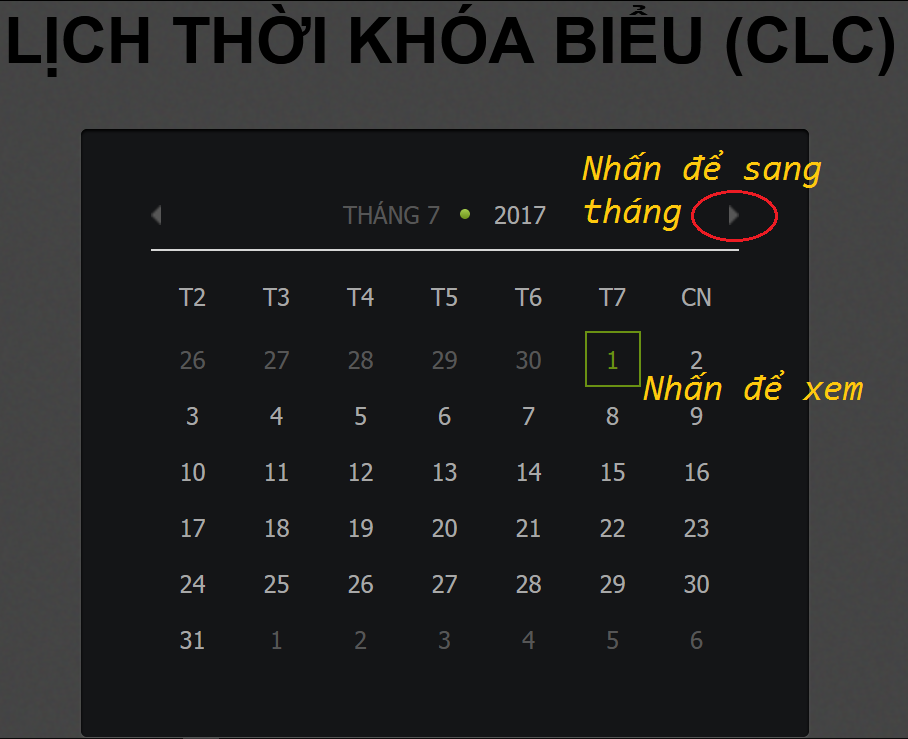 LỊCH THỜI KHÓA BIỂU (CLC)
Nhấn để sang
tháng
THÁNG 7 • 2017
T2 T3 T4 T5 T6 T7 CN
26 27 28 29 30 1 2
Nhấn để xem
3 4 5 6 7 8 9
10 11 12 13 14 15 16
17 18 19 20 21 22 23
24 25 26 27 28 29 30
31 1 2 3 4 5 6